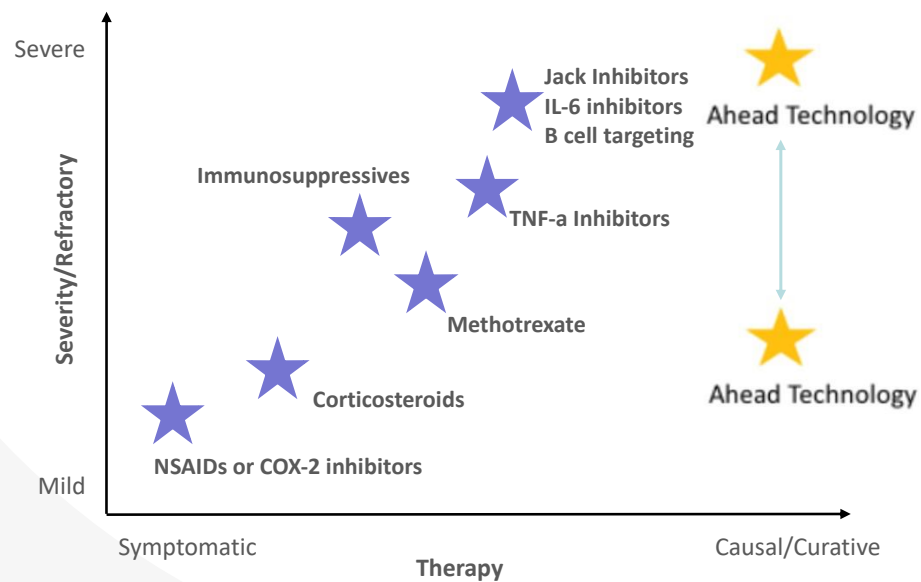 Severe
Jack Inhibitors
IL-6 inhibitors
B cell targeting
Ahead Technology
Immunosuppressives
TNF-a Inhibitors
Severity/Refractory
Methotrexate
Corticosteroids
Ahead Technology
NSAIDs or COX-2 inhibitors
Mild
Symptomatic
Causal/Curative
Therapy